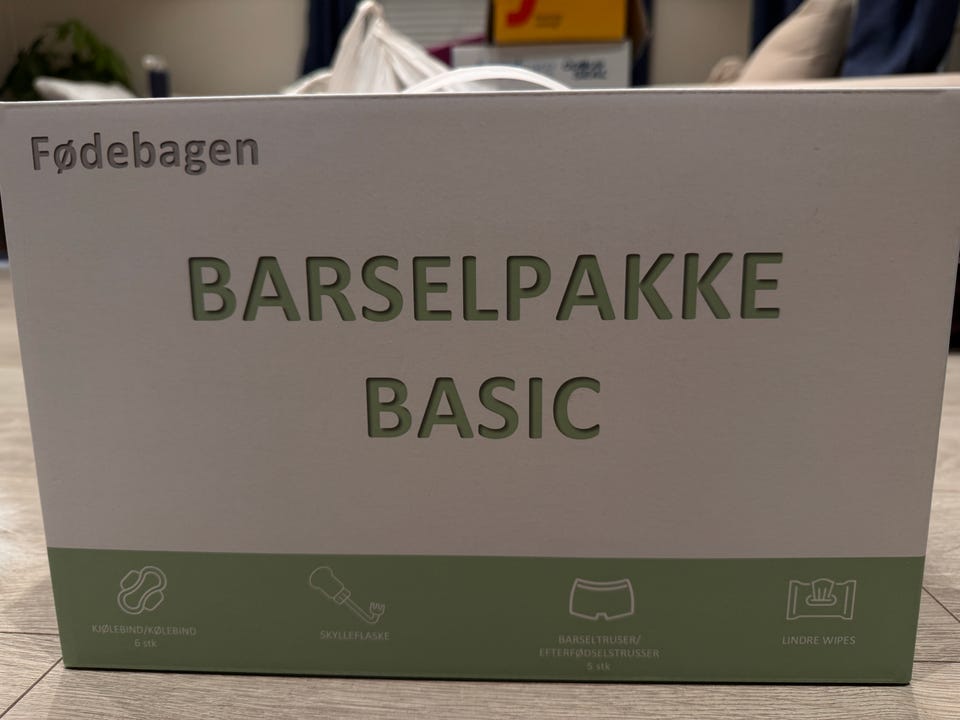 Fødebagen
BARSELPAKKE
BASIC
KJØLEBIND/KØLEBIND
6 stk
SKYLLEFLASKE
BARSELTRUSER/
EFTERFØDSELSTRUSSER
5 stk
LINDRE WIPES